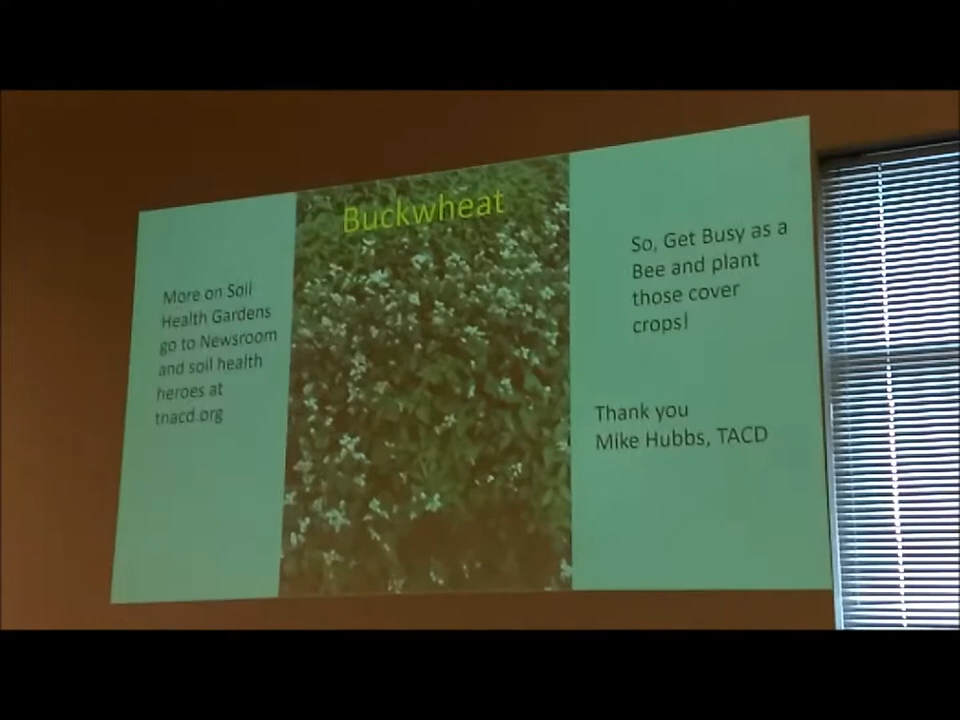 Buckwheat
More on Soil
Health Gardens
go to Newsroom
and soil health
heroes at
tnacd.org
So, Get Busy as a
Bee and plant
those cover
crops!
Thank you
Mike Hubbs, TACD